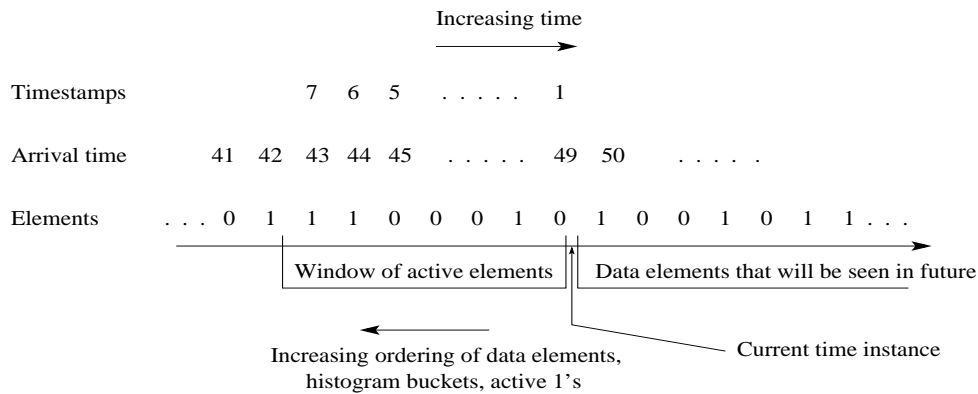 Increasing time
Timestamps 7 6 5 . . . . . 1
Arrival time 41 42 43 44 45 . . . . . 49 50 . . . . .
Elements . . . 0 1 1 1 0 0 0 1 0 1 0 0 1 0 1 1 . . .
Window of active elements Data elements that will be seen in future
Increasing ordering of data elements,
histogram buckets, active 1's
Current time instance